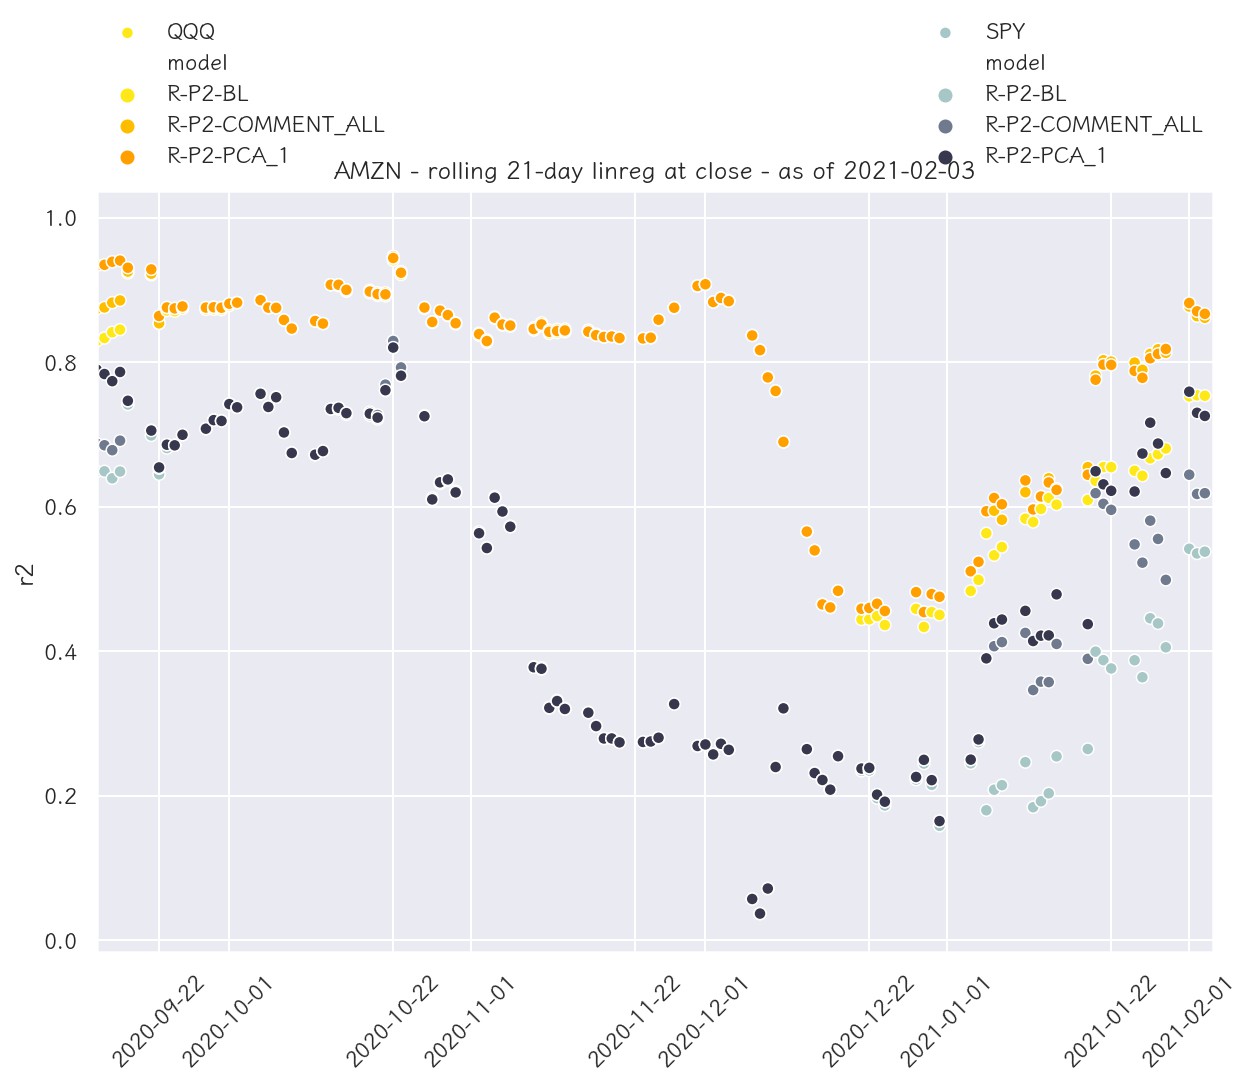 QQQ
model
R-P2-BL
R-P2-COMMENT_ALL
R-P2-PCA_1
SPY
model
R-P2-BL
R-P2-COMMENT_ALL
R-P2-PCA_1
AMZN - rolling 21-day linreg at close - as of 2021-02-03
1.0
0.8
0.6
0.4
0.2
0.0
r2
2020-09-22
2020-10-01
2020-10-22
2020-11-01
2020-11-22
2020-12-01
2020-12-22
2021-01-01
2021-01-22
2021-02-01